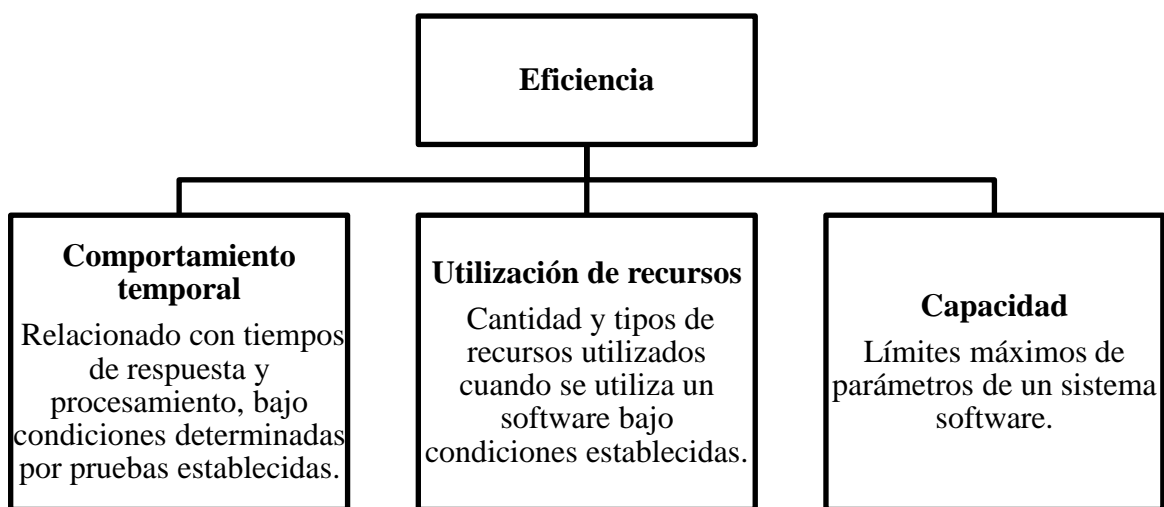 Eficiencia
Comportamiento
temporal
Relacionado con tiempos
de respuesta y
procesamiento, bajo
condiciones determinadas
por pruebas establecidas.
Utilización de recursos
Cantidad y tipos de
recursos utilizados
cuando se utiliza un
software bajo
condiciones establecidas.
Capacidad
Límites máximos de
parámetros de un sistema
software.